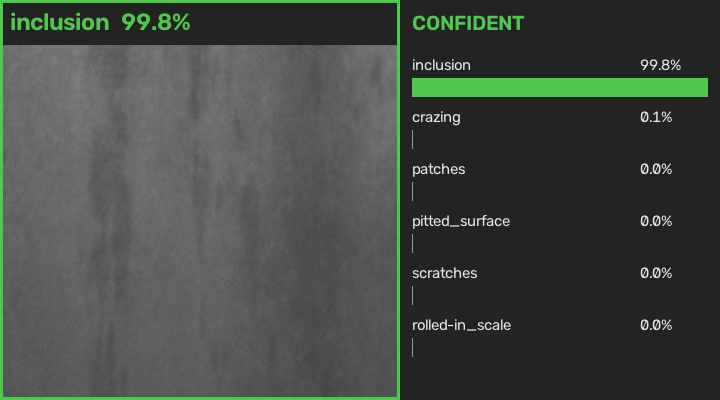 inclusion 99.8%
CONFIDENT
inclusion 99.8%
crazing 0.1%
patches 0.0%
pitted_surface 0.0%
scratches 0.0%
rolled-in_scale 0.0%